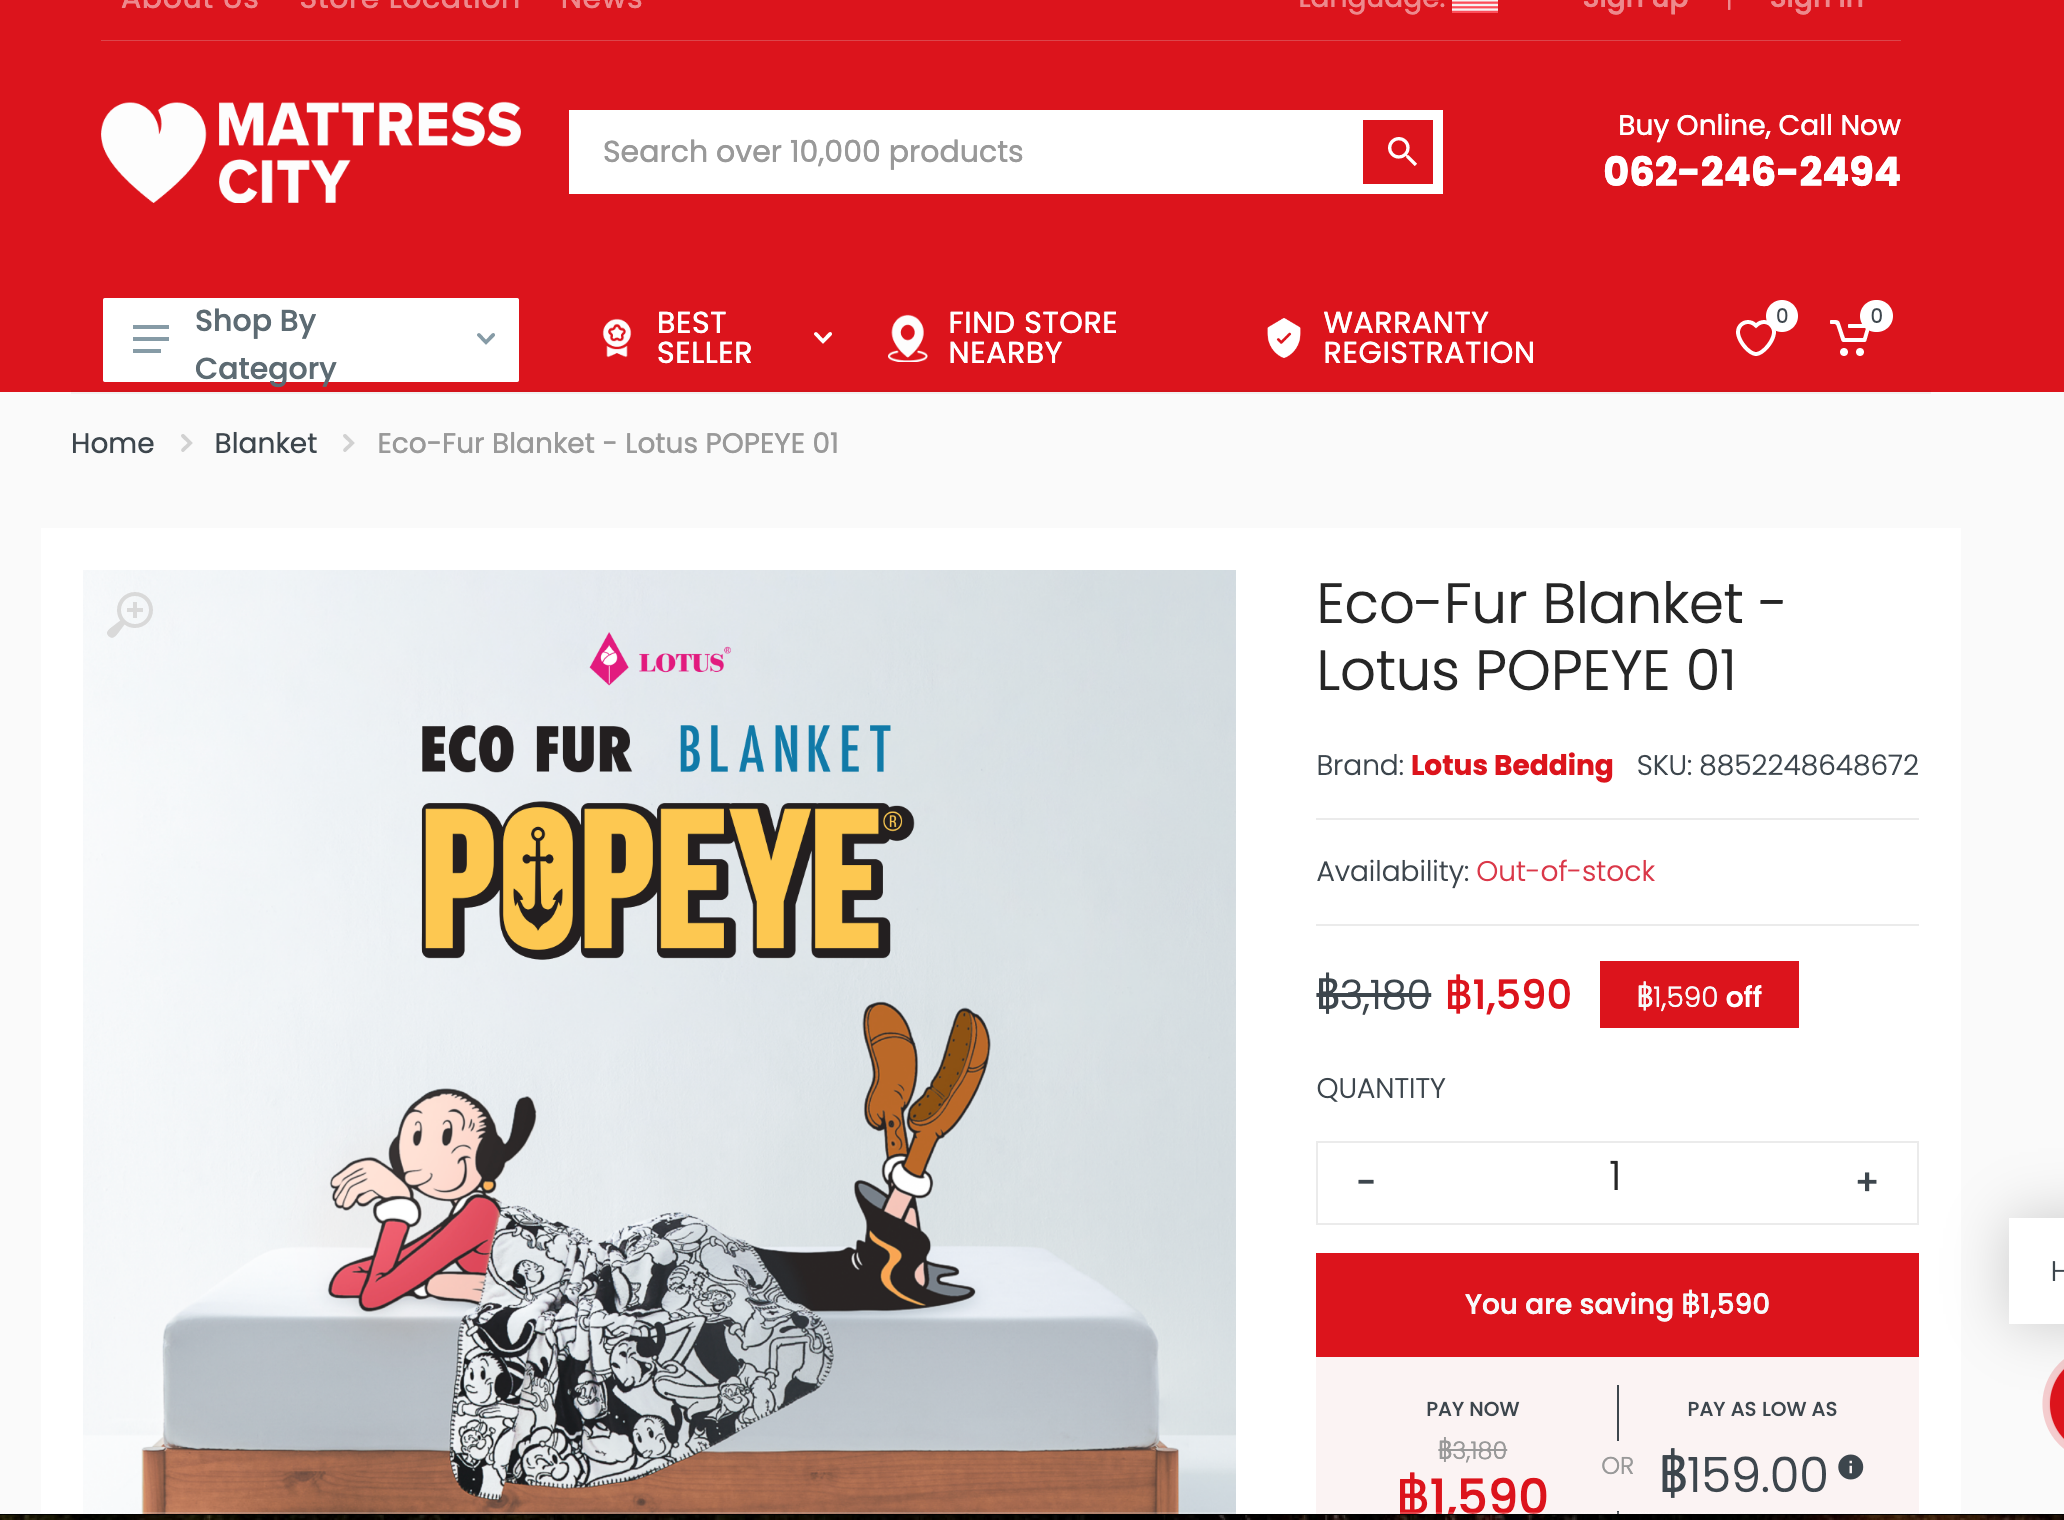 About Us Store Location News Language: Sign up | Sign in
MATTRESS
CITY
Search over 10,000 products
Buy Online, Call Now
062-246-2494
Shop By
Category
BEST
SELLER
FIND STORE
NEARBY
WARRANTY
REGISTRATION
0
0
Home > Blanket > Eco-Fur Blanket - Lotus POPEYE 01
LOTUS®
ECO FUR BLANKET
POPEYE®
Eco-Fur Blanket -
Lotus POPEYE 01
Brand: Lotus Bedding SKU: 8852248648672
Availability: Out-of-stock
฿3,180 ฿1,590 ฿1,590 off
QUANTITY
- 1 +
You are saving ฿1,590
PAY NOW
฿3,180
฿1,590
OR
PAY AS LOW AS
฿159.00